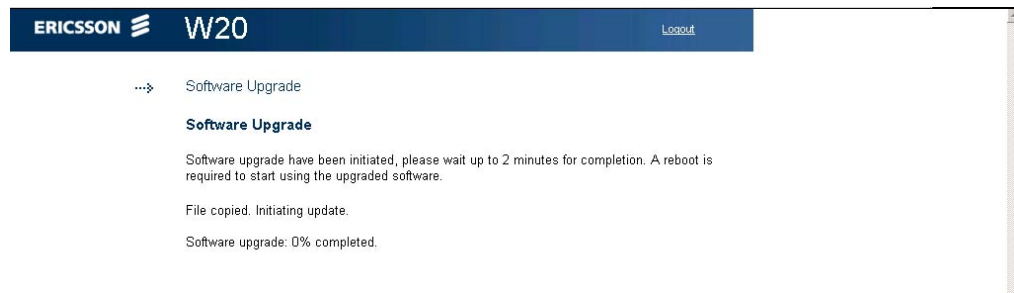 ERICSSON W20 Logout
Software Upgrade
Software Upgrade
Software upgrade have been initiated, please wait up to 2 minutes for completion. A reboot is
required to start using the upgraded software.
File copied. Initiating update.
Software upgrade: 0% completed.